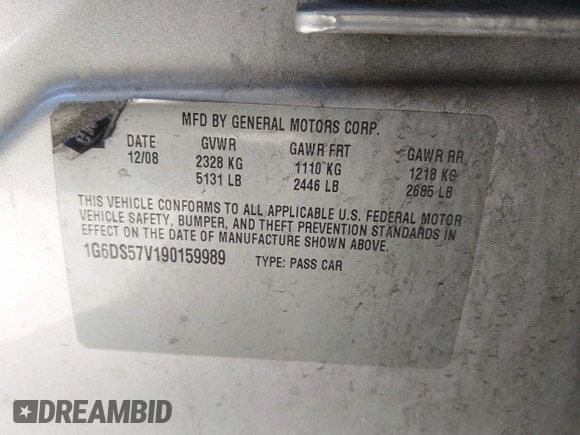 MFD BY GENERAL MOTORS CORP.
DATE GVWR GAWR FRT GAWR RR
12/08 2328 KG 1110 KG 1218 KG
5131 LB 2446 LB 2685 LB
THIS VEHICLE CONFORMS TO ALL APPLICABLE U.S. FEDERAL MOTOR
VEHICLE SAFETY, BUMPER, AND THEFT PREVENTION STANDARDS IN
EFFECT ON THE DATE OF MANUFACTURE SHOWN ABOVE.
1G6DS57V190159989 TYPE: PASS CAR
DREAMBID